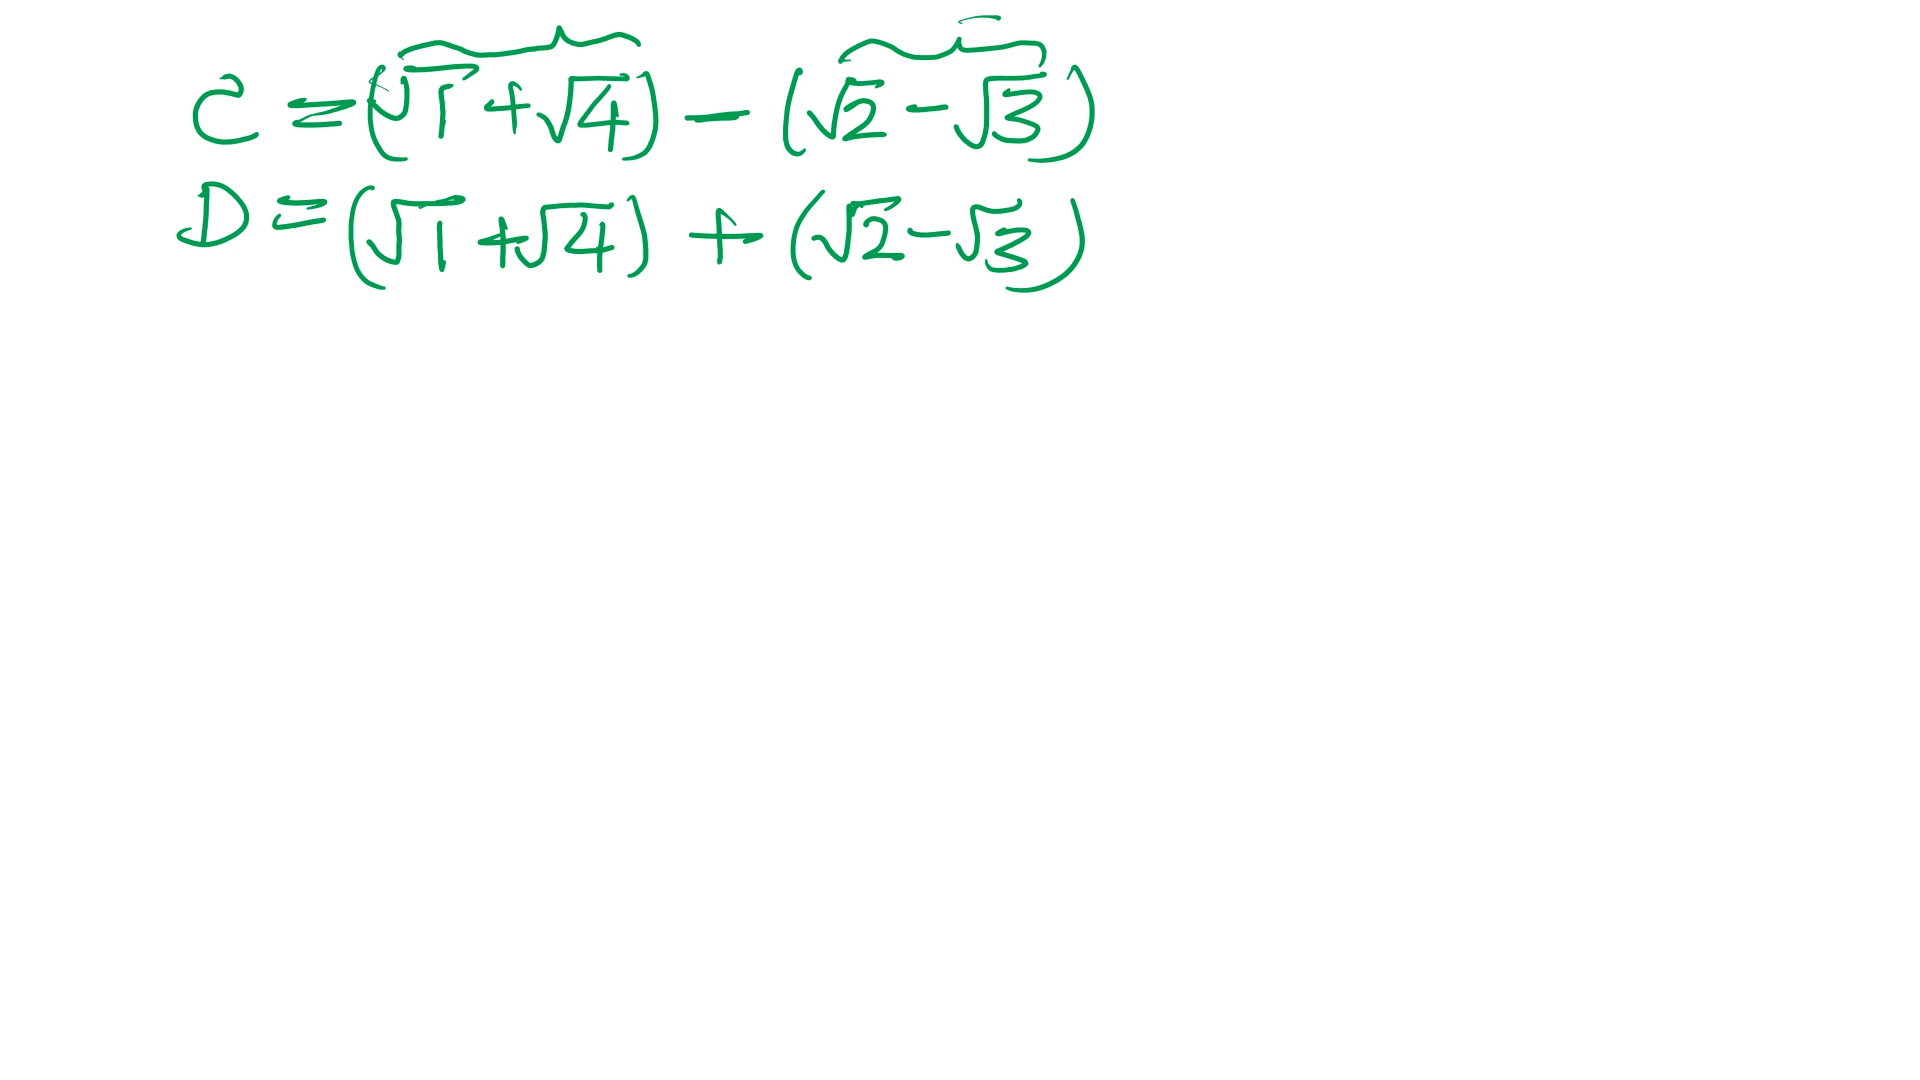 C = (√1 + √4) − (√2 − √3)
D = (√1 + √4) + (√2 − √3)